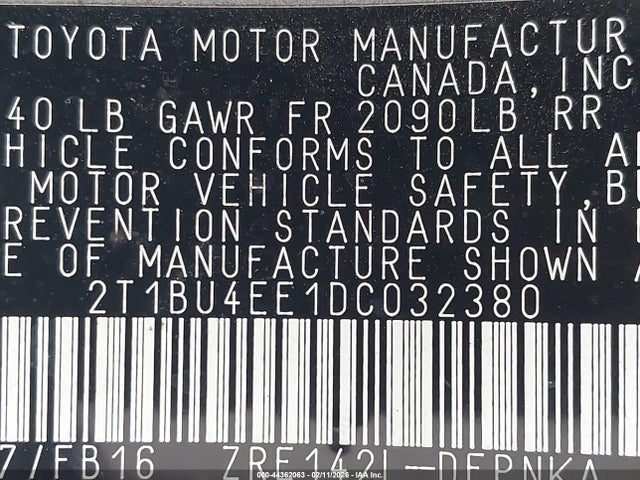 TOYOTA MOTOR MANUFACTUR
CANADA, INC
40 LB GAWR FR 2090LB RR
HICLE CONFORMS TO ALL A
MOTOR VEHICLE SAFETY, B
REVENTION STANDARDS IN
E OF MANUFACTURE SHOWN A
2T1BU4EE1DC032380
7/FB16 ZRE142L-DEPNKA
000-44362063 - 02/11/2026 - IAA Inc.